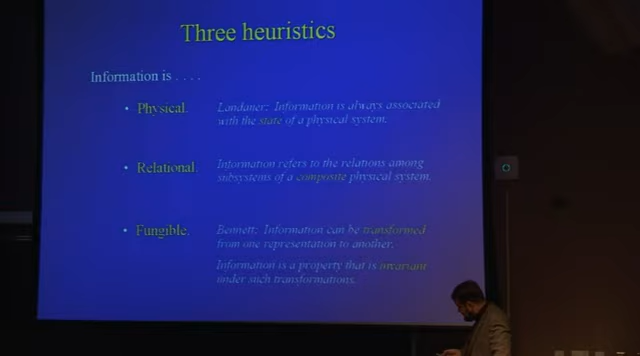 Three heuristics
Information is . . . .
• Physical.
Landauer: Information is always associated
with the state of a physical system.
• Relational.
Information refers to the relations among
subsystems of a composite physical system.
• Fungible.
Bennett: Information can be transformed
from one representation to another.
Information is a property that is invariant
under such transformations.